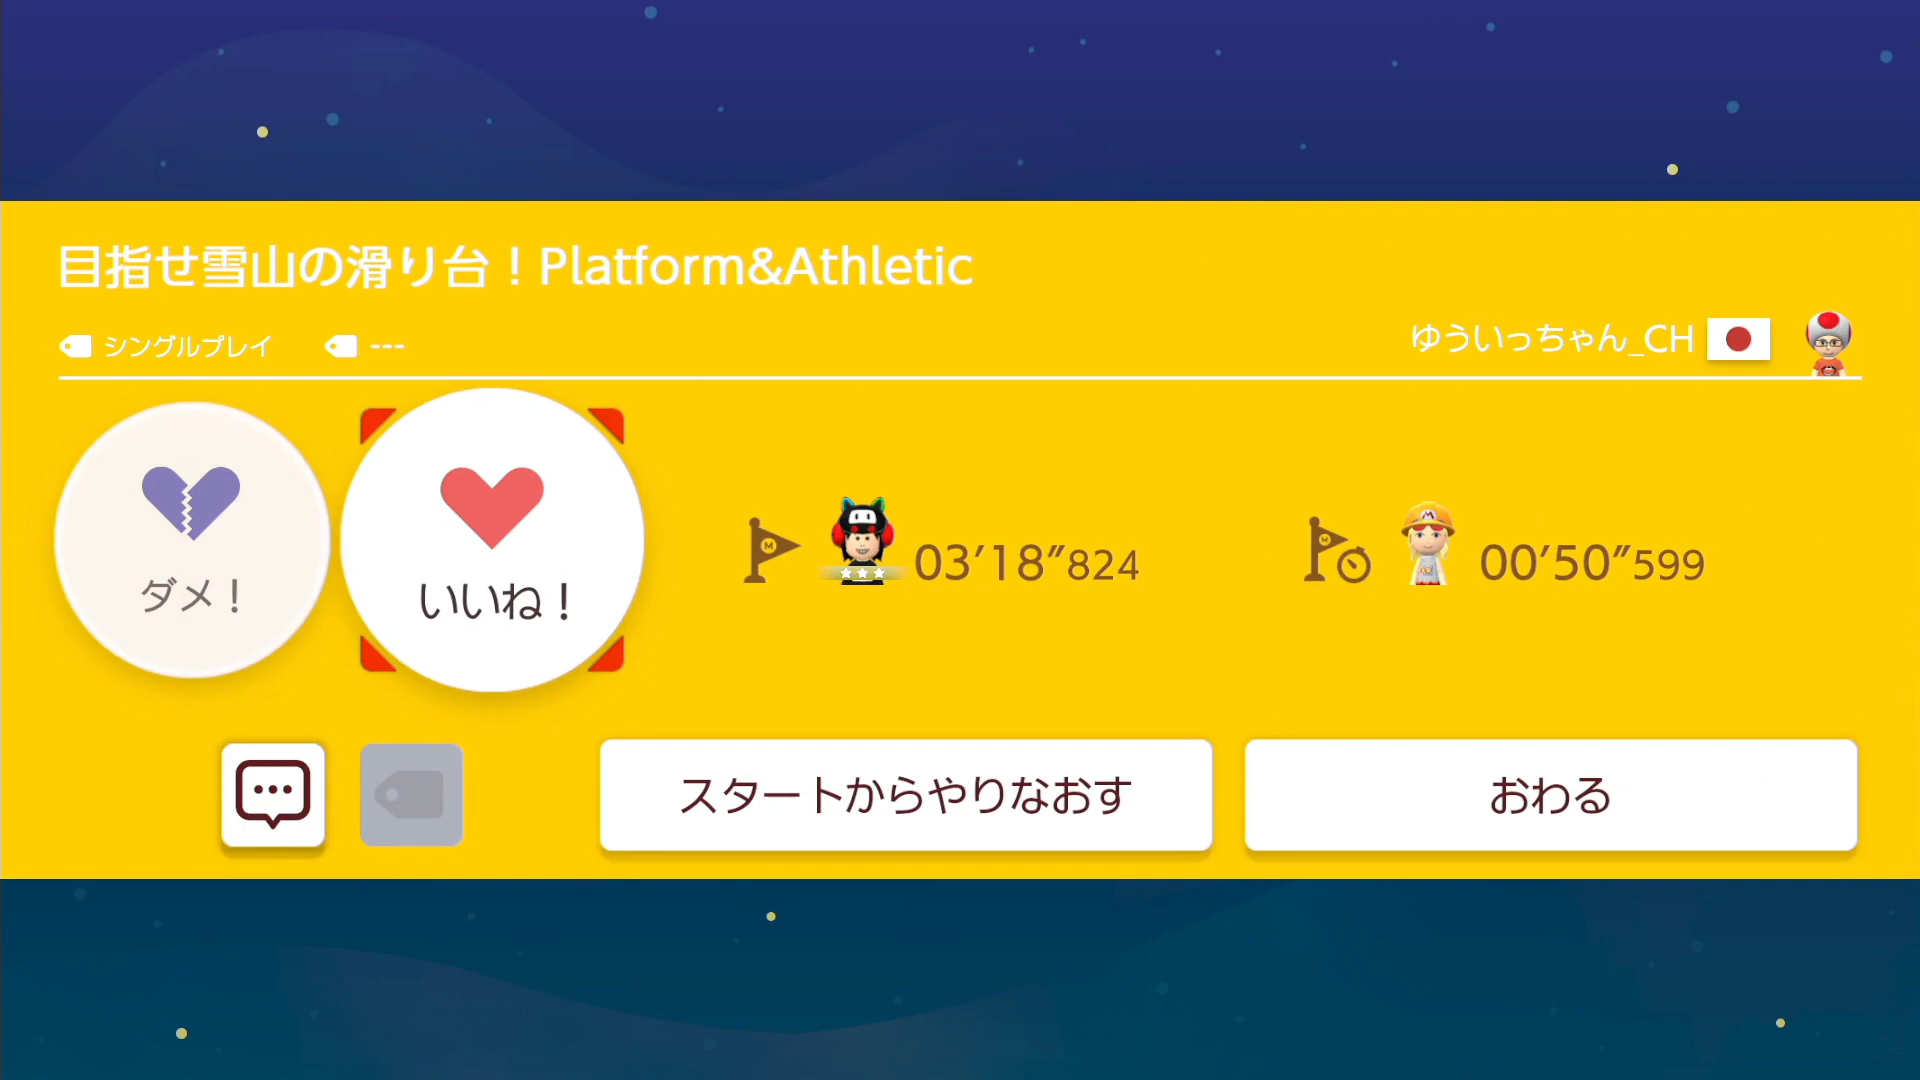 目指せ雪山の滑り台！Platform&Athletic
シングルプレイ ---
ゆういっちゃん_CH
ダメ！
いいね！
03′18″824
00′50″599
スタートからやりなおす
おわる